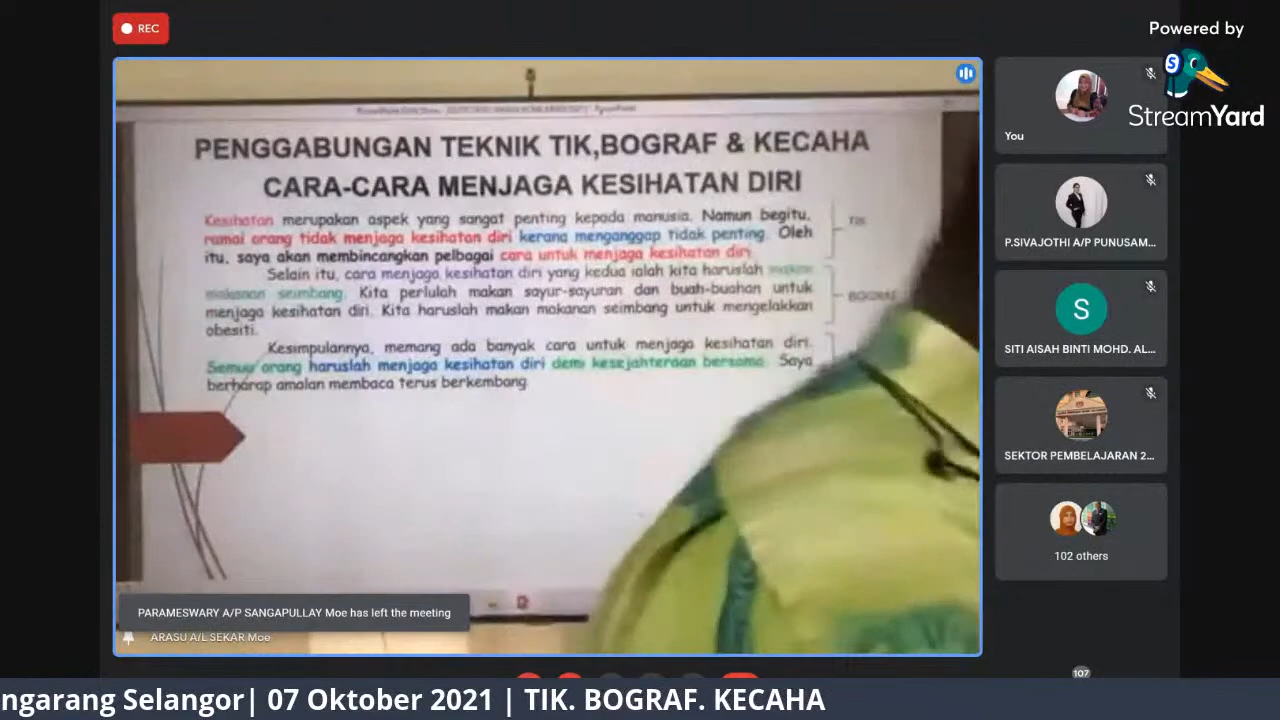 REC
Powered by
StreamYard
PENGGABUNGAN TEKNIK TIK,BOGRAF & KECAHA
CARA-CARA MENJAGA KESIHATAN DIRI
Kesihatan merupakan aspek yang sangat penting kepada manusia. Namun begitu,
ramai orang tidak menjaga kesihatan diri kerana menganggap tidak penting. Oleh
itu, saya akan membincangkan pelbagai cara untuk menjaga kesihatan diri
TIK
Selain itu, cara menjaga kesihatan diri yang kedua ialah kita haruslah makan
makanan seimbang. Kita perlulah makan sayur-sayuran dan buah-buahan untuk
menjaga kesihatan diri. Kita haruslah makan makanan seimbang untuk mengelakkan
obesiti.
BOGRAF
Kesimpulannya, memang ada banyak cara untuk menjaga kesihatan diri.
Semua orang haruslah menjaga kesihatan diri demi kesejahteraan bersama. Saya
berharap amalan membaca terus berkembang
PARAMESWARY A/P SANGAPULLAY Moe has left the meeting
ARASU A/L SEKAR Moe
You
P.SIVAJOTHI A/P PUNUSAM...
S
SITI AISAH BINTI MOHD. AL...
SEKTOR PEMBELAJARAN 2...
102 others
107
ngarang Selangor| 07 Oktober 2021 | TIK. BOGRAF. KECAHA